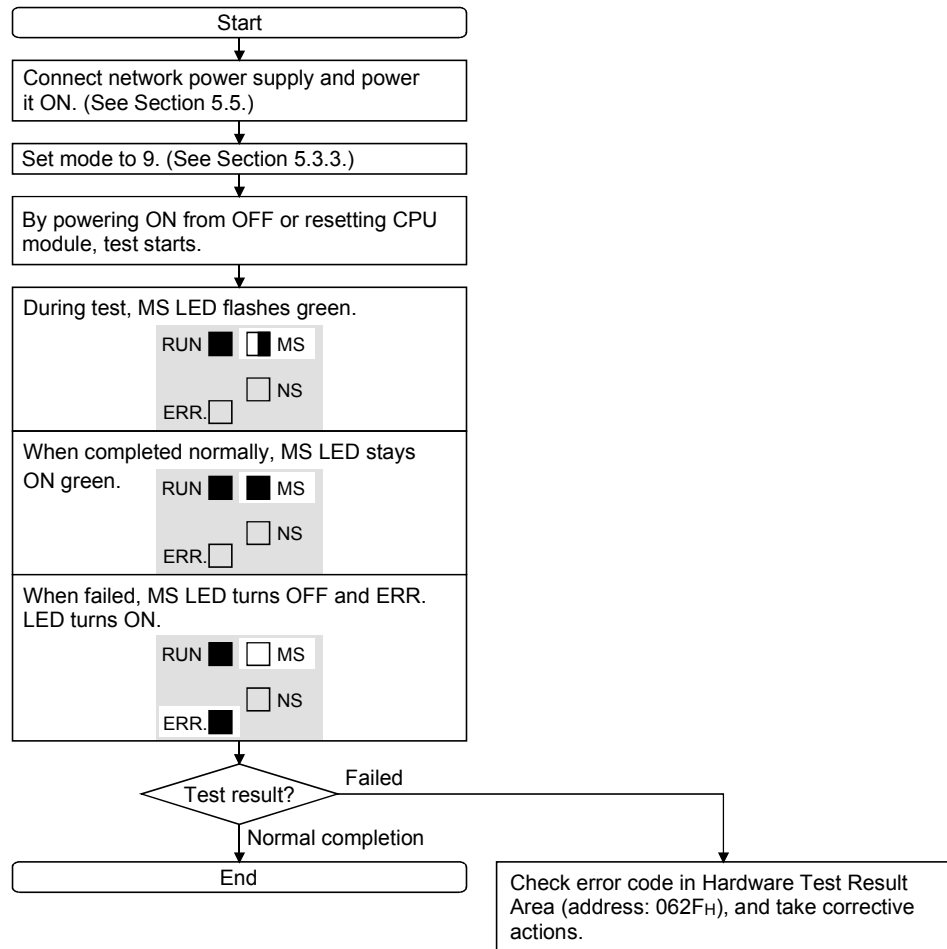 Start
Connect network power supply and power
it ON. (See Section 5.5.)
Set mode to 9. (See Section 5.3.3.)
By powering ON from OFF or resetting CPU
module, test starts.
During test, MS LED flashes green.
RUN MS
NS
ERR.
When completed normally, MS LED stays
ON green.
RUN MS
NS
ERR.
When failed, MS LED turns OFF and ERR.
LED turns ON.
RUN MS
NS
ERR.
Test result?
Failed
Normal completion
End
Check error code in Hardware Test Result
Area (address: 062FH), and take corrective
actions.